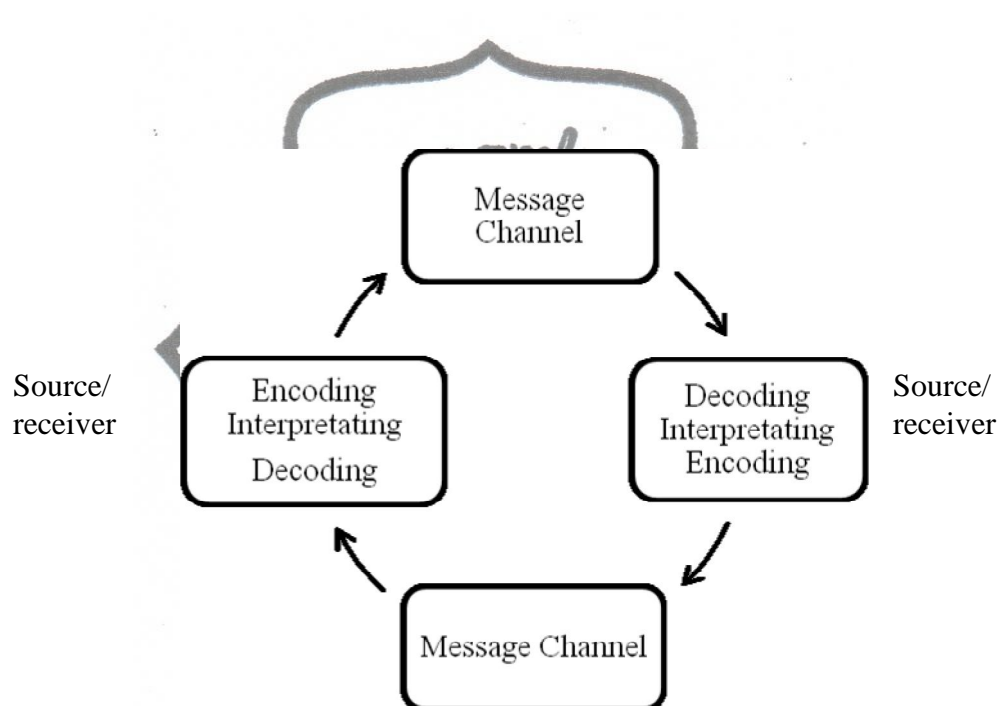 Message
Channel
Source/
receiver
Encoding
Interpretating
Decoding
Decoding
Interpretating
Encoding
Source/
receiver
Message Channel